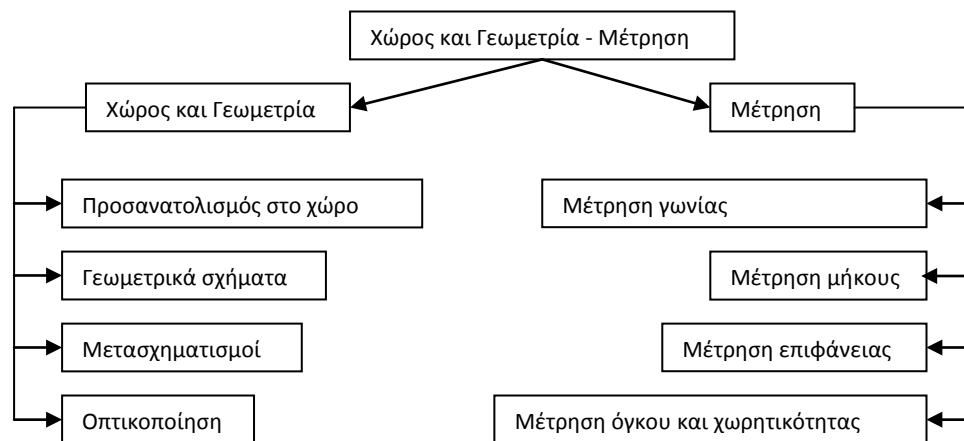 Χώρος και Γεωμετρία - Μέτρηση
Χώρος και Γεωμετρία
Μέτρηση
Προσανατολισμός στο χώρο
Μέτρηση γωνίας
Γεωμετρικά σχήματα
Μέτρηση μήκους
Μετασχηματισμοί
Μέτρηση επιφάνειας
Οπτικοποίηση
Μέτρηση όγκου και χωρητικότητας